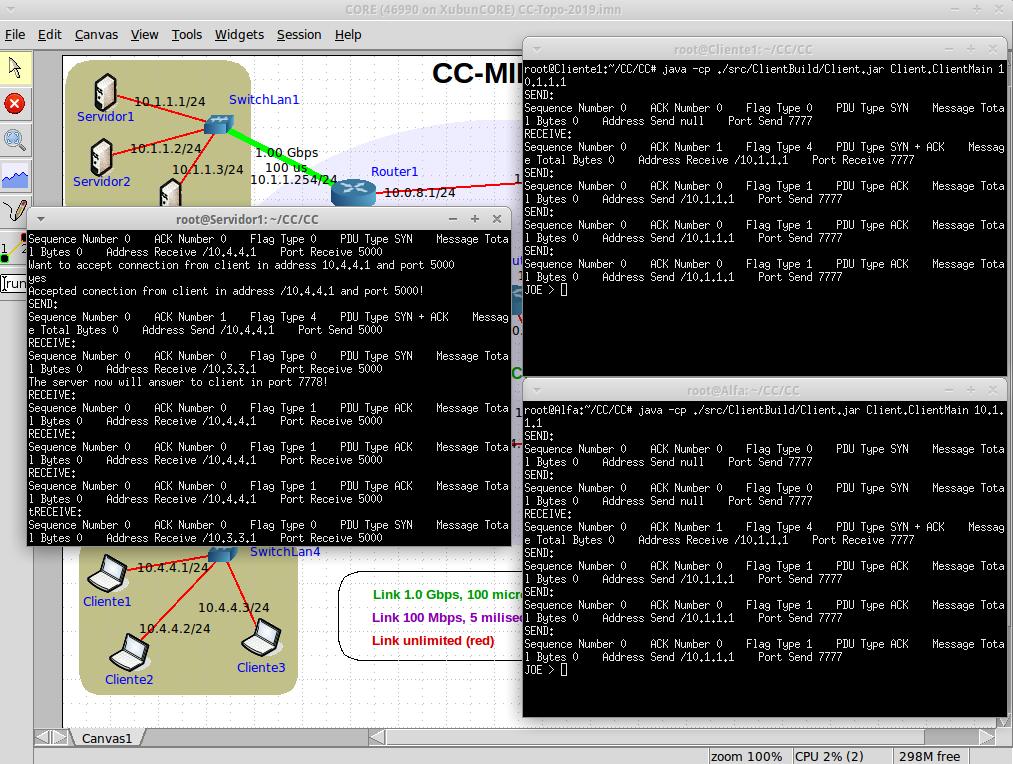 CORE (46990 on XubunCORE) CC-Topo-2019.imn
File Edit Canvas View Tools Widgets Session Help
CC-MI
Servidor1
10.1.1.1/24
SwitchLan1
Servidor2
10.1.1.2/24
10.1.1.3/24
1.00 Gbps
100 us
10.1.1.254/24
Router1
10.0.8.1/24
run
root@Servidor1: ~/CC/CC
Sequence Number 0 ACK Number 0 Flag Type 0 PDU Type SYN Message Tota
l Bytes 0 Address Receive /10.4.4.1 Port Receive 5000
Want to accept connection from client in address 10.4.4.1 and port 5000
yes
Accepted conection from client in address /10.4.4.1 and port 5000!
SEND:
Sequence Number 0 ACK Number 1 Flag Type 4 PDU Type SYN + ACK Messag
e Total Bytes 0 Address Send /10.4.4.1 Port Send 5000
RECEIVE:
Sequence Number 0 ACK Number 0 Flag Type 0 PDU Type SYN Message Tota
l Bytes 0 Address Receive /10.3.3.1 Port Receive 5000
The server now will answer to client in port 7778!
RECEIVE:
Sequence Number 0 ACK Number 0 Flag Type 1 PDU Type ACK Message Tota
l Bytes 0 Address Receive /10.4.4.1 Port Receive 5000
RECEIVE:
Sequence Number 0 ACK Number 0 Flag Type 1 PDU Type ACK Message Tota
l Bytes 0 Address Receive /10.4.4.1 Port Receive 5000
RECEIVE:
Sequence Number 0 ACK Number 0 Flag Type 1 PDU Type ACK Message Tota
l Bytes 0 Address Receive /10.4.4.1 Port Receive 5000
tRECEIVE:
Sequence Number 0 ACK Number 0 Flag Type 0 PDU Type SYN Message Tota
l Bytes 0 Address Receive /10.3.3.1 Port Receive 5000
root@Cliente1: ~/CC/CC
root@Cliente1:~/CC/CC# java -cp ./src/ClientBuild/Client.jar Client.ClientMain 1
0.1.1.1
SEND:
Sequence Number 0 ACK Number 0 Flag Type 0 PDU Type SYN Message Tota
l Bytes 0 Address Send null Port Send 7777
RECEIVE:
Sequence Number 0 ACK Number 1 Flag Type 4 PDU Type SYN + ACK Messag
e Total Bytes 0 Address Receive /10.1.1.1 Port Receive 7777
SEND:
Sequence Number 0 ACK Number 0 Flag Type 1 PDU Type ACK Message Tota
l Bytes 0 Address Send /10.1.1.1 Port Send 7777
SEND:
Sequence Number 0 ACK Number 0 Flag Type 1 PDU Type ACK Message Tota
l Bytes 0 Address Send /10.1.1.1 Port Send 7777
SEND:
Sequence Number 0 ACK Number 0 Flag Type 1 PDU Type ACK Message Tota
l Bytes 0 Address Send /10.1.1.1 Port Send 7777
JOE >
root@Alfa: ~/CC/CC
root@Alfa:~/CC/CC# java -cp ./src/ClientBuild/Client.jar Client.ClientMain 10.1.
1.1
SEND:
Sequence Number 0 ACK Number 0 Flag Type 0 PDU Type SYN Message Tota
l Bytes 0 Address Send null Port Send 7777
SEND:
Sequence Number 0 ACK Number 0 Flag Type 0 PDU Type SYN Message Tota
l Bytes 0 Address Send null Port Send 7777
RECEIVE:
Sequence Number 0 ACK Number 1 Flag Type 4 PDU Type SYN + ACK Messag
e Total Bytes 0 Address Receive /10.1.1.1 Port Receive 7777
SEND:
Sequence Number 0 ACK Number 0 Flag Type 1 PDU Type ACK Message Tota
l Bytes 0 Address Send /10.1.1.1 Port Send 7777
SEND:
Sequence Number 0 ACK Number 0 Flag Type 1 PDU Type ACK Message Tota
l Bytes 0 Address Send /10.1.1.1 Port Send 7777
SEND:
Sequence Number 0 ACK Number 0 Flag Type 1 PDU Type ACK Message Tota
l Bytes 0 Address Send /10.1.1.1 Port Send 7777
JOE >
SwitchLan4
10.4.4.1/24
Cliente1
10.4.4.3/24
10.4.4.2/24
Cliente2
Cliente3
Link 1.0 Gbps, 100 micr
Link 100 Mbps, 5 milise
Link unlimited (red)
Canvas1
zoom 100% CPU 2% (2) 298M free